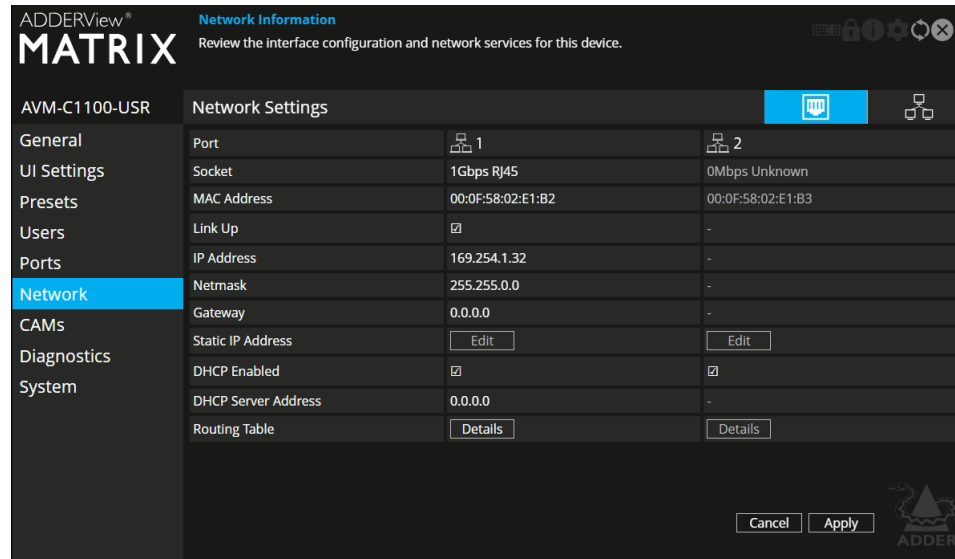 ADDERView®
MATRIX
Network Information
Review the interface configuration and network services for this device.
AVM-C1100-USR
Network Settings
General
UI Settings
Presets
Users
Ports
Network
CAMs
Diagnostics
System
Port 1 2
Socket 1Gbps RJ45 0Mbps Unknown
MAC Address 00:0F:58:02:E1:B2 00:0F:58:02:E1:B3
Link Up ☑ -
IP Address 169.254.1.32 -
Netmask 255.255.0.0 -
Gateway 0.0.0.0 -
Static IP Address Edit Edit
DHCP Enabled ☑ ☑
DHCP Server Address 0.0.0.0 -
Routing Table Details Details
Cancel Apply
ADDER